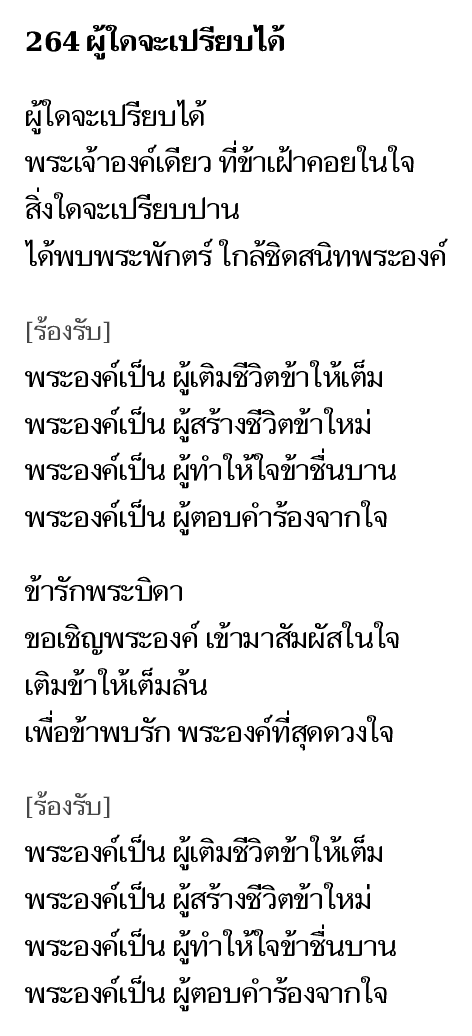 264 ผู้ใดจะเปรียบได้
ผู้ใดจะเปรียบได้
พระเจ้าองค์เดียว ที่ข้าเฝ้าคอยในใจ
สิ่งใดจะเปรียบปาน
ได้พบพระพักตร์ ใกล้ชิดสนิทพระองค์
[ร้องรับ]
พระองค์เป็น ผู้เติมชีวิตข้าให้เต็ม
พระองค์เป็น ผู้สร้างชีวิตข้าใหม่
พระองค์เป็น ผู้ทำให้ใจข้าชื่นบาน
พระองค์เป็น ผู้ตอบคำร้องจากใจ
ข้ารักพระบิดา
ขอเชิญพระองค์ เข้ามาสัมผัสในใจ
เติมข้าให้เต็มล้น
เพื่อข้าพบรัก พระองค์ที่สุดดวงใจ
[ร้องรับ]
พระองค์เป็น ผู้เติมชีวิตข้าให้เต็ม
พระองค์เป็น ผู้สร้างชีวิตข้าใหม่
พระองค์เป็น ผู้ทำให้ใจข้าชื่นบาน
พระองค์เป็น ผู้ตอบคำร้องจากใจ